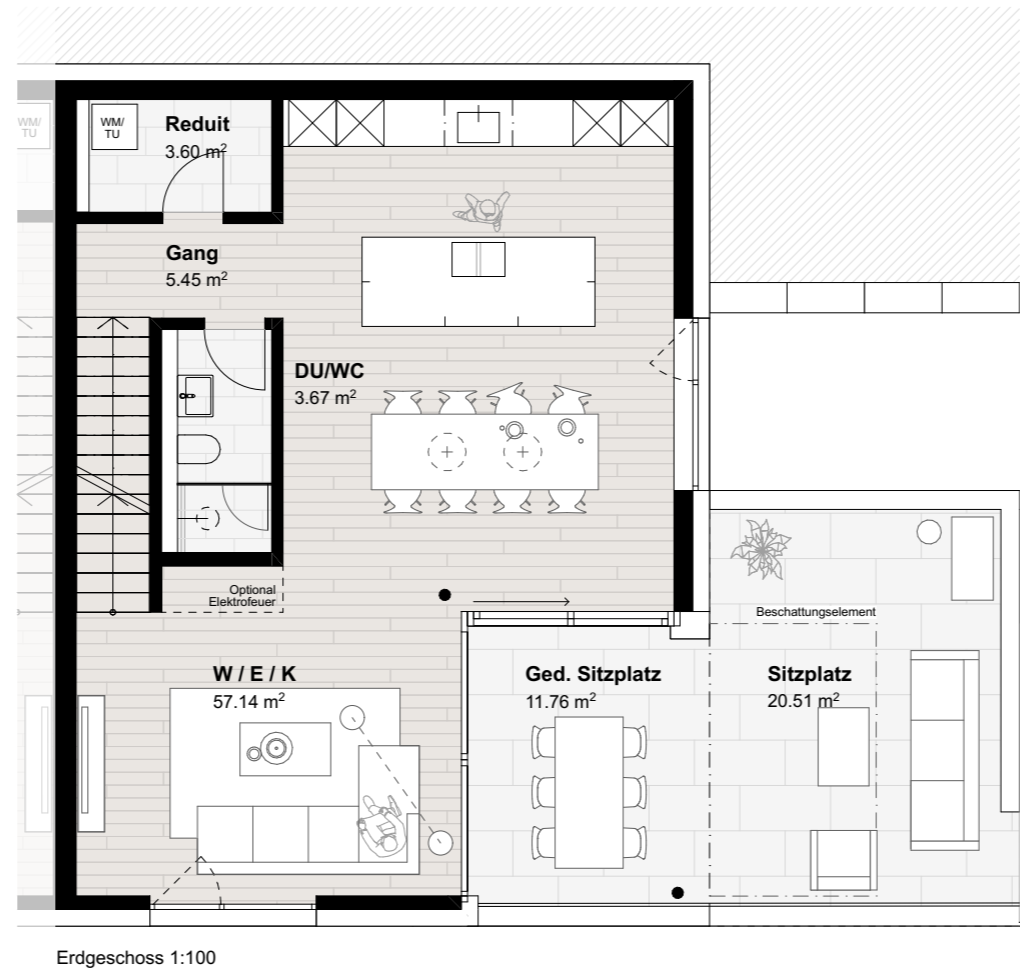 WM/
TU
WM/
TU
Reduit
3.60 m²
Gang
5.45 m²
DU/WC
3.67 m²
Optional
Elektrofeuer
Beschattungselement
W / E / K
57.14 m²
Ged. Sitzplatz
11.76 m²
Sitzplatz
20.51 m²
Erdgeschoss 1:100